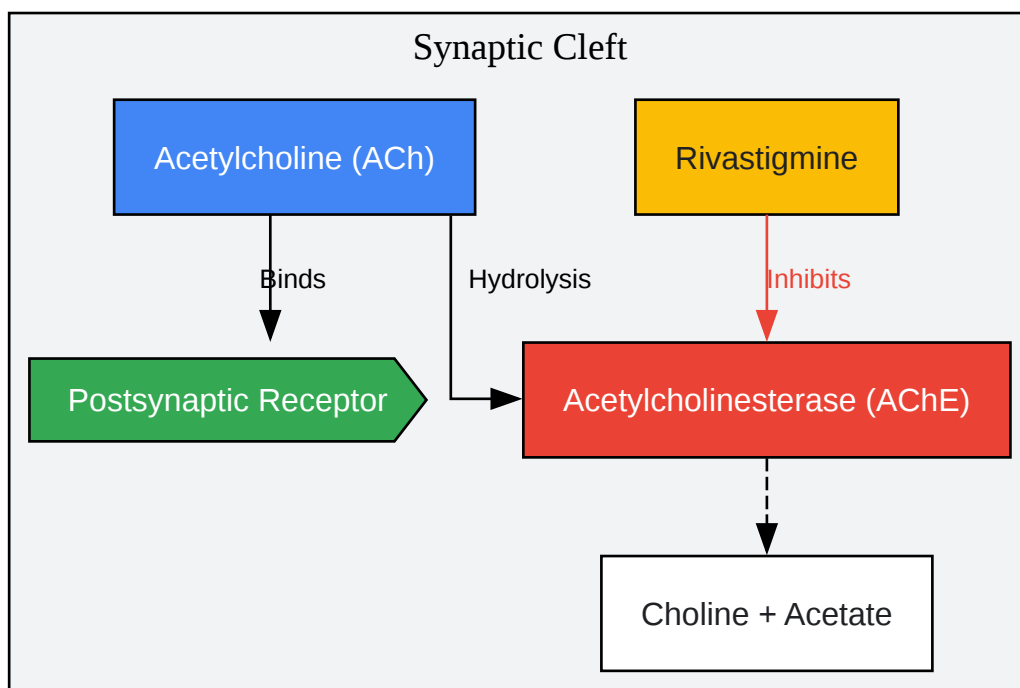 Synaptic Cleft
Acetylcholine (ACh)
Rivastigmine
Binds
Hydrolysis
Inhibits
Postsynaptic Receptor
Acetylcholinesterase (AChE)
Choline + Acetate